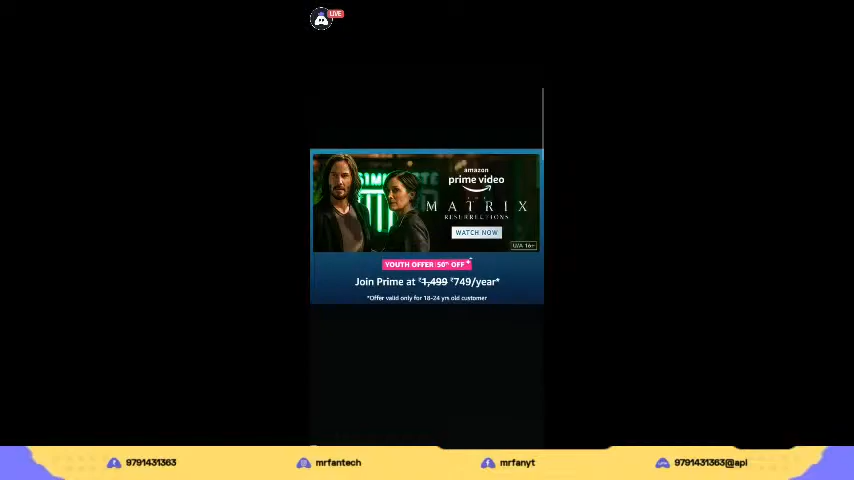 LIVE
amazon
prime video
THE
MATRIX
RESURRECTIONS
WATCH NOW
U/A 16+
YOUTH OFFER 50% OFF
Join Prime at ₹1,499 ₹749/year*
*Offer valid only for 18-24 yrs old customer
9791431363
mrfantech
mrfanyt
9791431363@apl